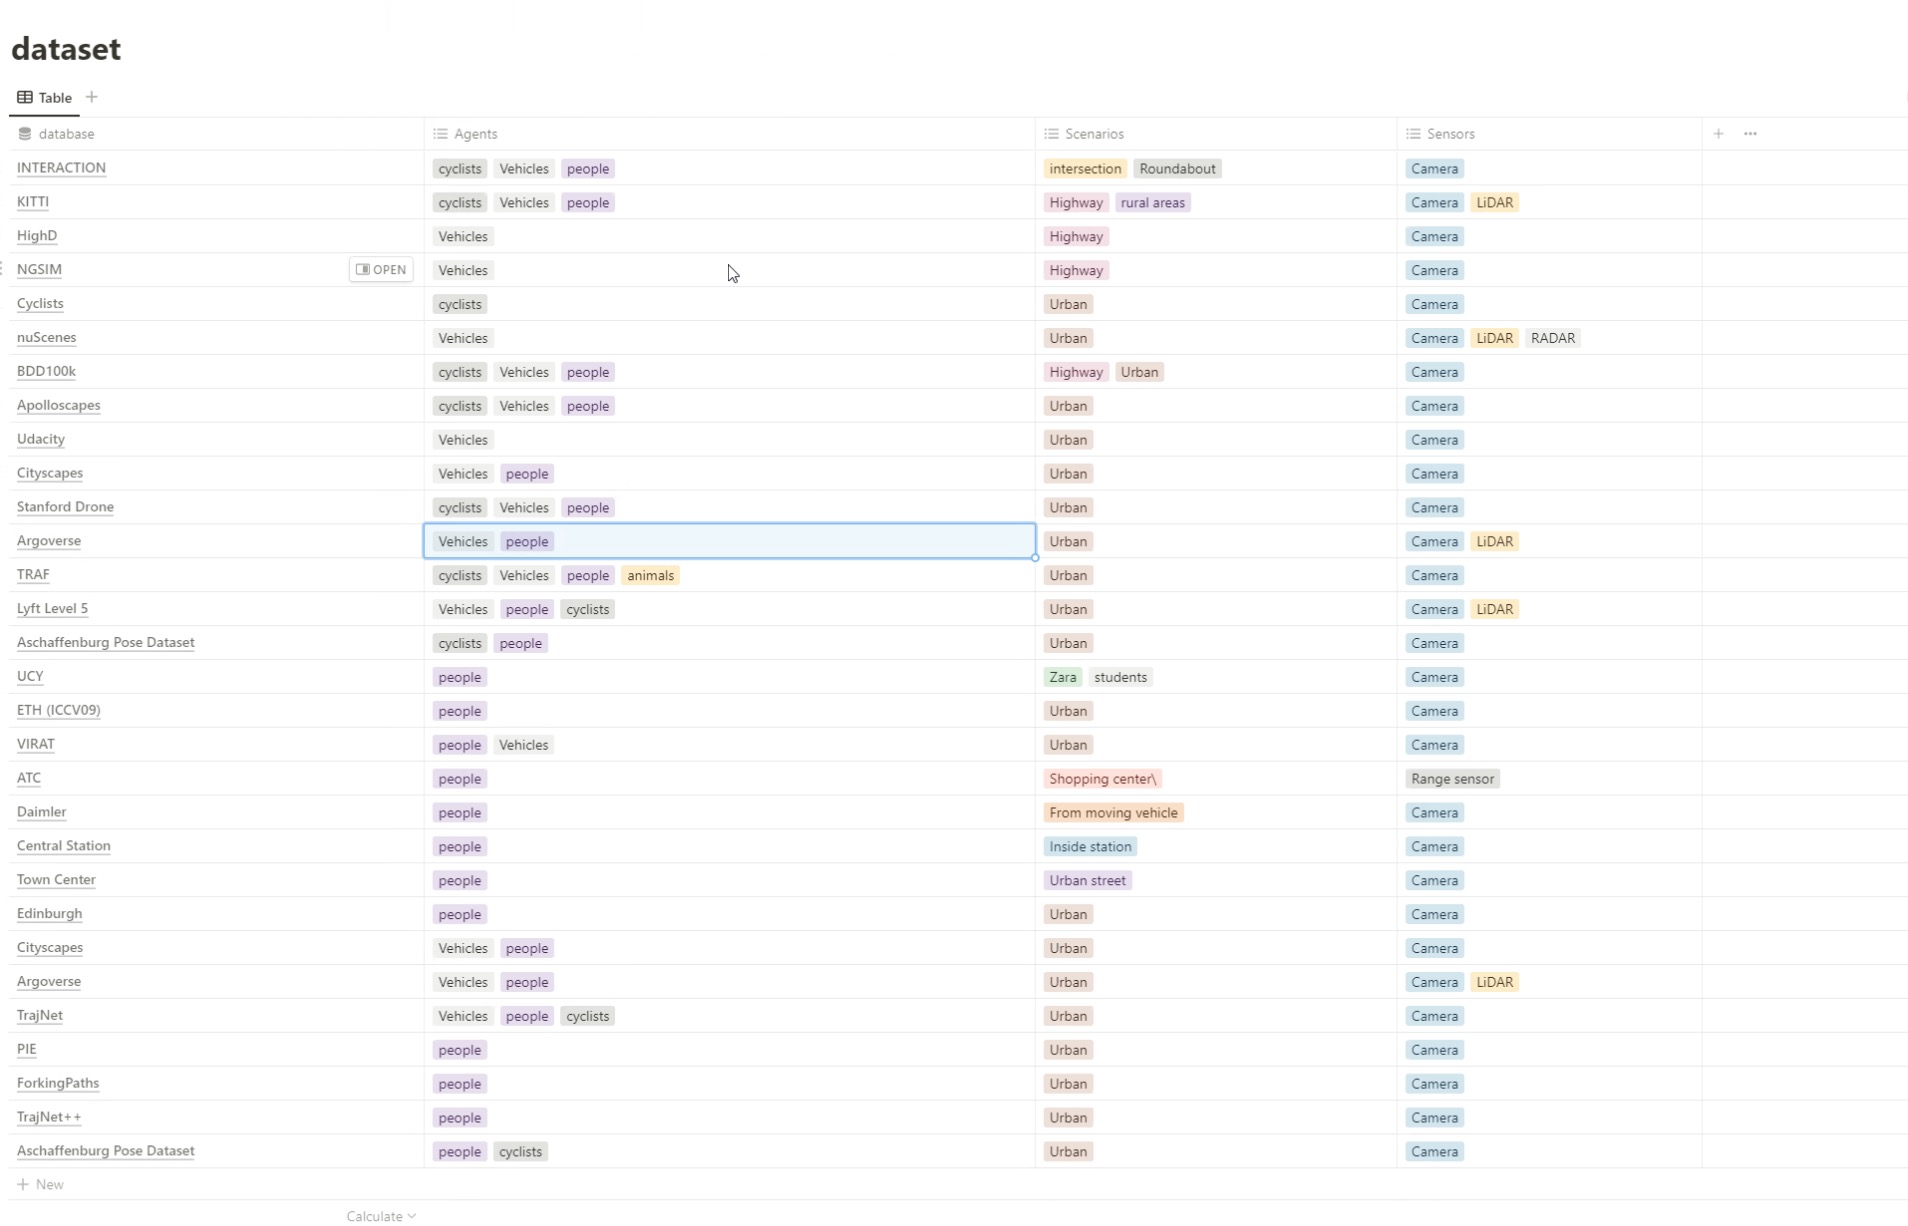 dataset
Table
database Agents Scenarios Sensors
INTERACTION cyclists Vehicles people intersection Roundabout Camera
KITTI cyclists Vehicles people Highway rural areas Camera LiDAR
HighD Vehicles Highway Camera
NGSIM OPEN Vehicles Highway Camera
Cyclists cyclists Urban Camera
nuScenes Vehicles Urban Camera LiDAR RADAR
BDD100k cyclists Vehicles people Highway Urban Camera
Apolloscapes cyclists Vehicles people Urban Camera
Udacity Vehicles Urban Camera
Cityscapes Vehicles people Urban Camera
Stanford Drone cyclists Vehicles people Urban Camera
Argoverse Vehicles people Urban Camera LiDAR
TRAF cyclists Vehicles people animals Urban Camera
Lyft Level 5 Vehicles people cyclists Urban Camera LiDAR
Aschaffenburg Pose Dataset cyclists people Urban Camera
UCY people Zara students Camera
ETH (ICCV09) people Urban Camera
VIRAT people Vehicles Urban Camera
ATC people Shopping center\ Range sensor
Daimler people From moving vehicle Camera
Central Station people Inside station Camera
Town Center people Urban street Camera
Edinburgh people Urban Camera
Cityscapes Vehicles people Urban Camera
Argoverse Vehicles people Urban Camera LiDAR
TrajNet Vehicles people cyclists Urban Camera
PIE people Urban Camera
ForkingPaths people Urban Camera
TrajNet++ people Urban Camera
Aschaffenburg Pose Dataset people cyclists Urban Camera
+ New
Calculate